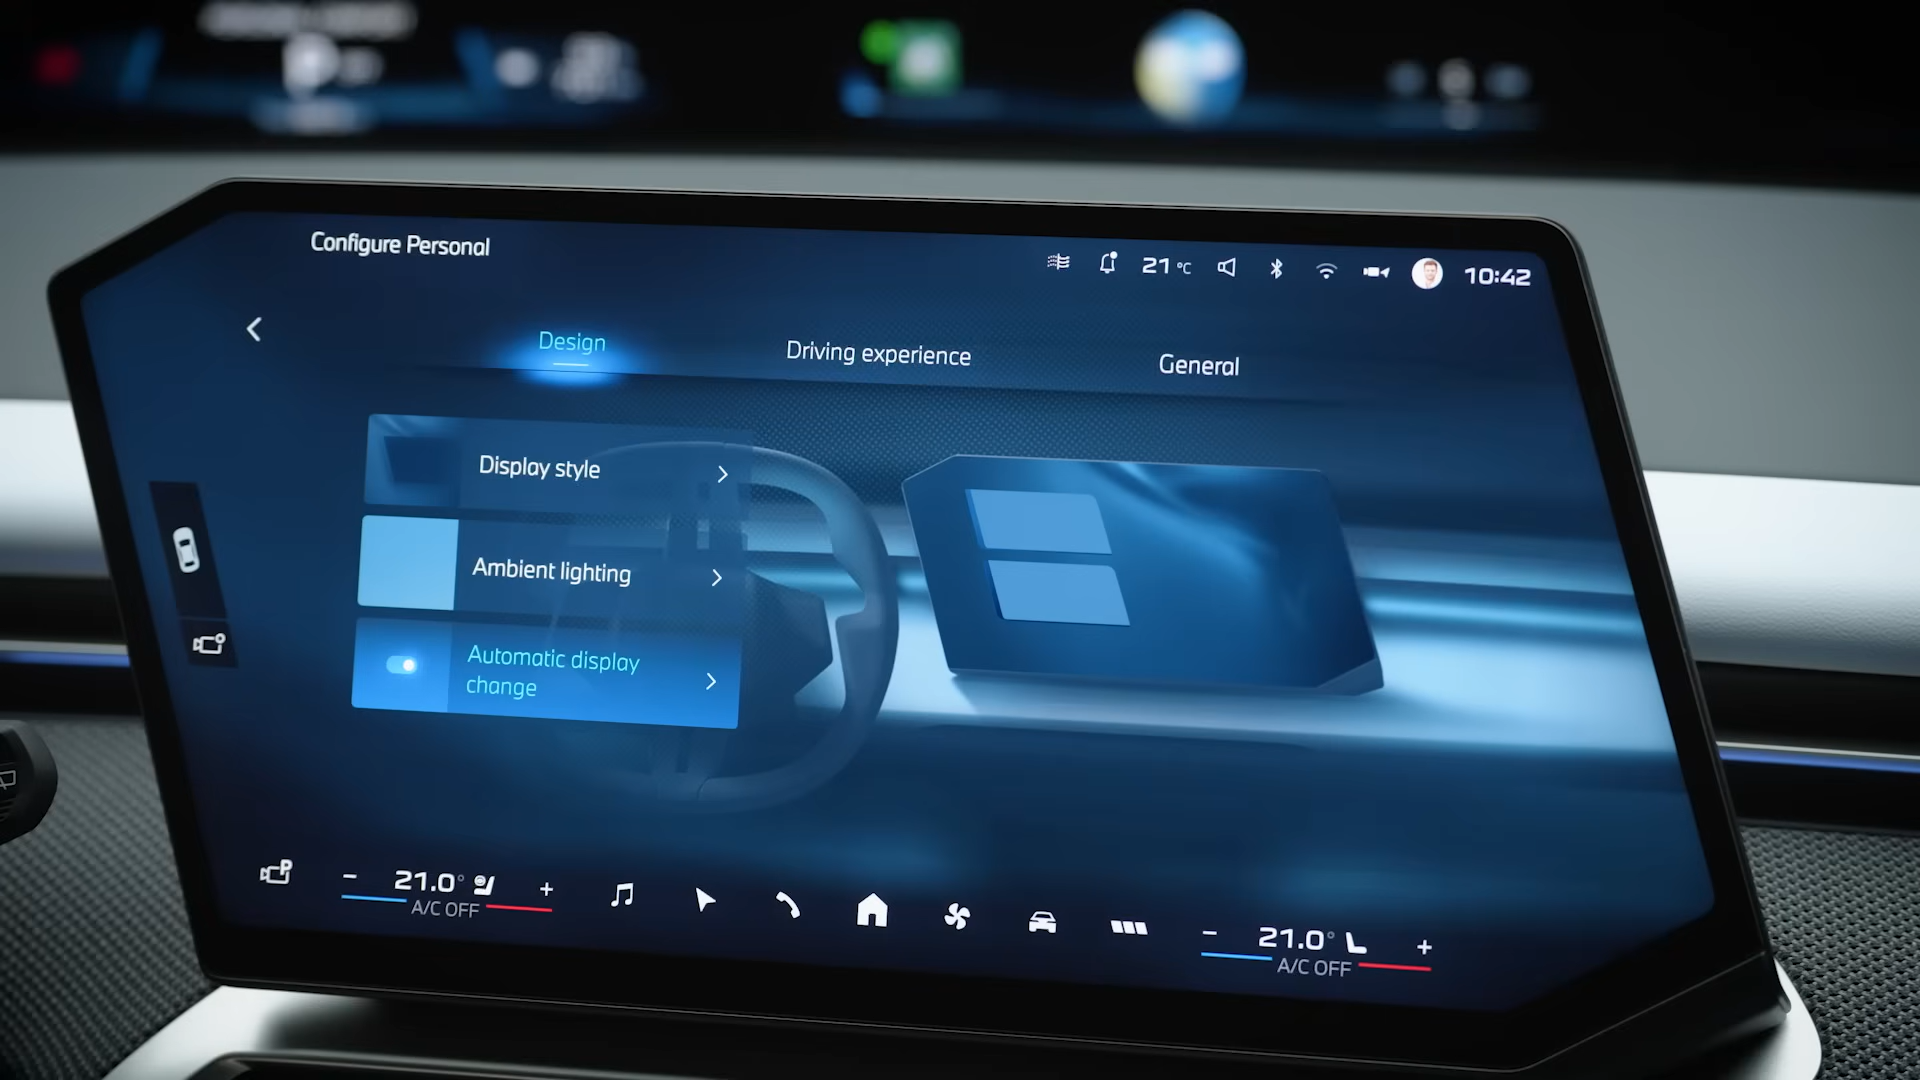 Configure Personal
21 °C
10:42
Design
Driving experience
General
Display style
Ambient lighting
Automatic display
change
− 21.0° +
A/C OFF
− 21.0° +
A/C OFF